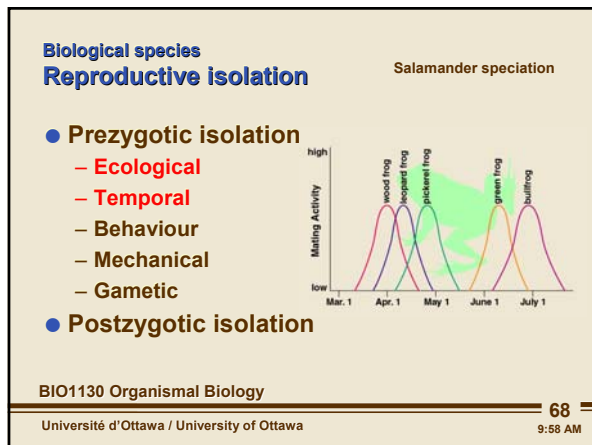 Biological species
Reproductive isolation
Salamander speciation
● Prezygotic isolation
– Ecological
– Temporal
– Behaviour
– Mechanical
– Gametic
● Postzygotic isolation
high
Mating Activity
low
wood frog
leopard frog
pickerel frog
green frog
bullfrog
Mar. 1 Apr. 1 May 1 June 1 July 1
BIO1130 Organismal Biology
Université d'Ottawa / University of Ottawa
68
9:58 AM